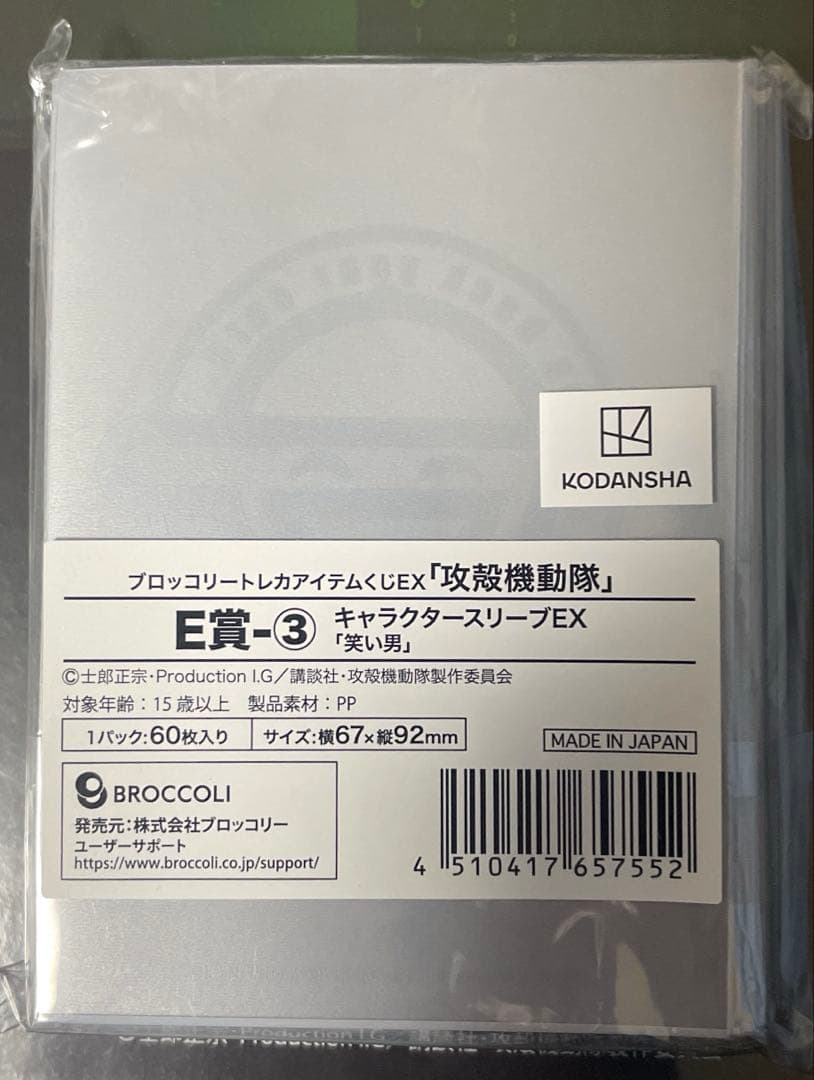 KODANSHA
ブロッコリートレカアイテムくじEX「攻殻機動隊」
E賞-③ キャラクタースリーブEX
「笑い男」
©士郎正宗・Production I.G／講談社・攻殻機動隊製作委員会
対象年齢：15歳以上 製品素材：PP
1パック：60枚入り サイズ：横67×縦92mm
MADE IN JAPAN
BROCCOLI
発売元：株式会社ブロッコリー
ユーザーサポート
https://www.broccoli.co.jp/support/
4 510417 657552